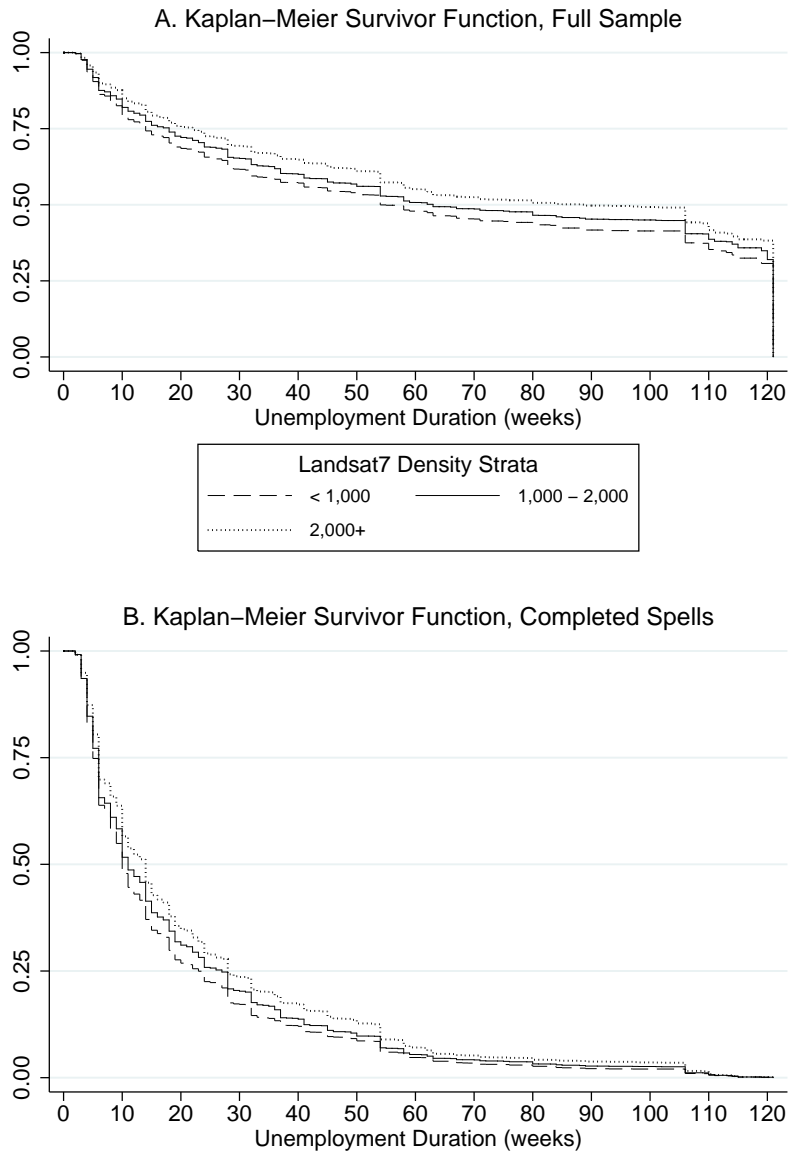 A. Kaplan−Meier Survivor Function, Full Sample
1.00
0.75
0.50
0.25
0.00
0 10 20 30 40 50 60 70 80 90 100 110 120
Unemployment Duration (weeks)
Landsat7 Density Strata
< 1,000 1,000 − 2,000
2,000+
B. Kaplan−Meier Survivor Function, Completed Spells
1.00
0.75
0.50
0.25
0.00
0 10 20 30 40 50 60 70 80 90 100 110 120
Unemployment Duration (weeks)